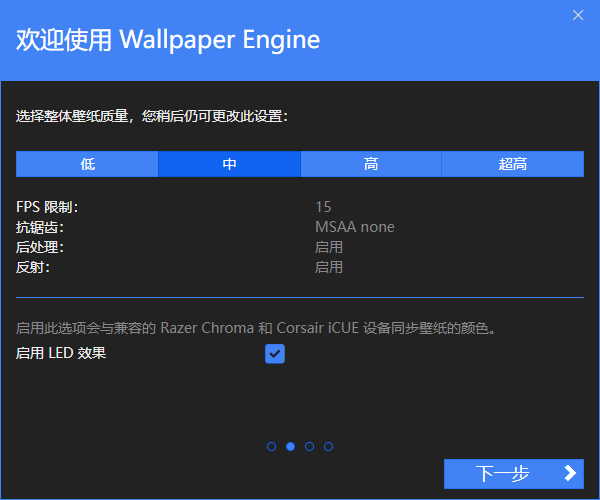 欢迎使用 Wallpaper Engine
选择整体壁纸质量，您稍后仍可更改此设置：
低 中 高 超高
FPS 限制： 15
抗锯齿： MSAA none
后处理： 启用
反射： 启用
启用此选项会与兼容的 Razer Chroma 和 Corsair iCUE 设备同步壁纸的颜色。
启用 LED 效果
下一步